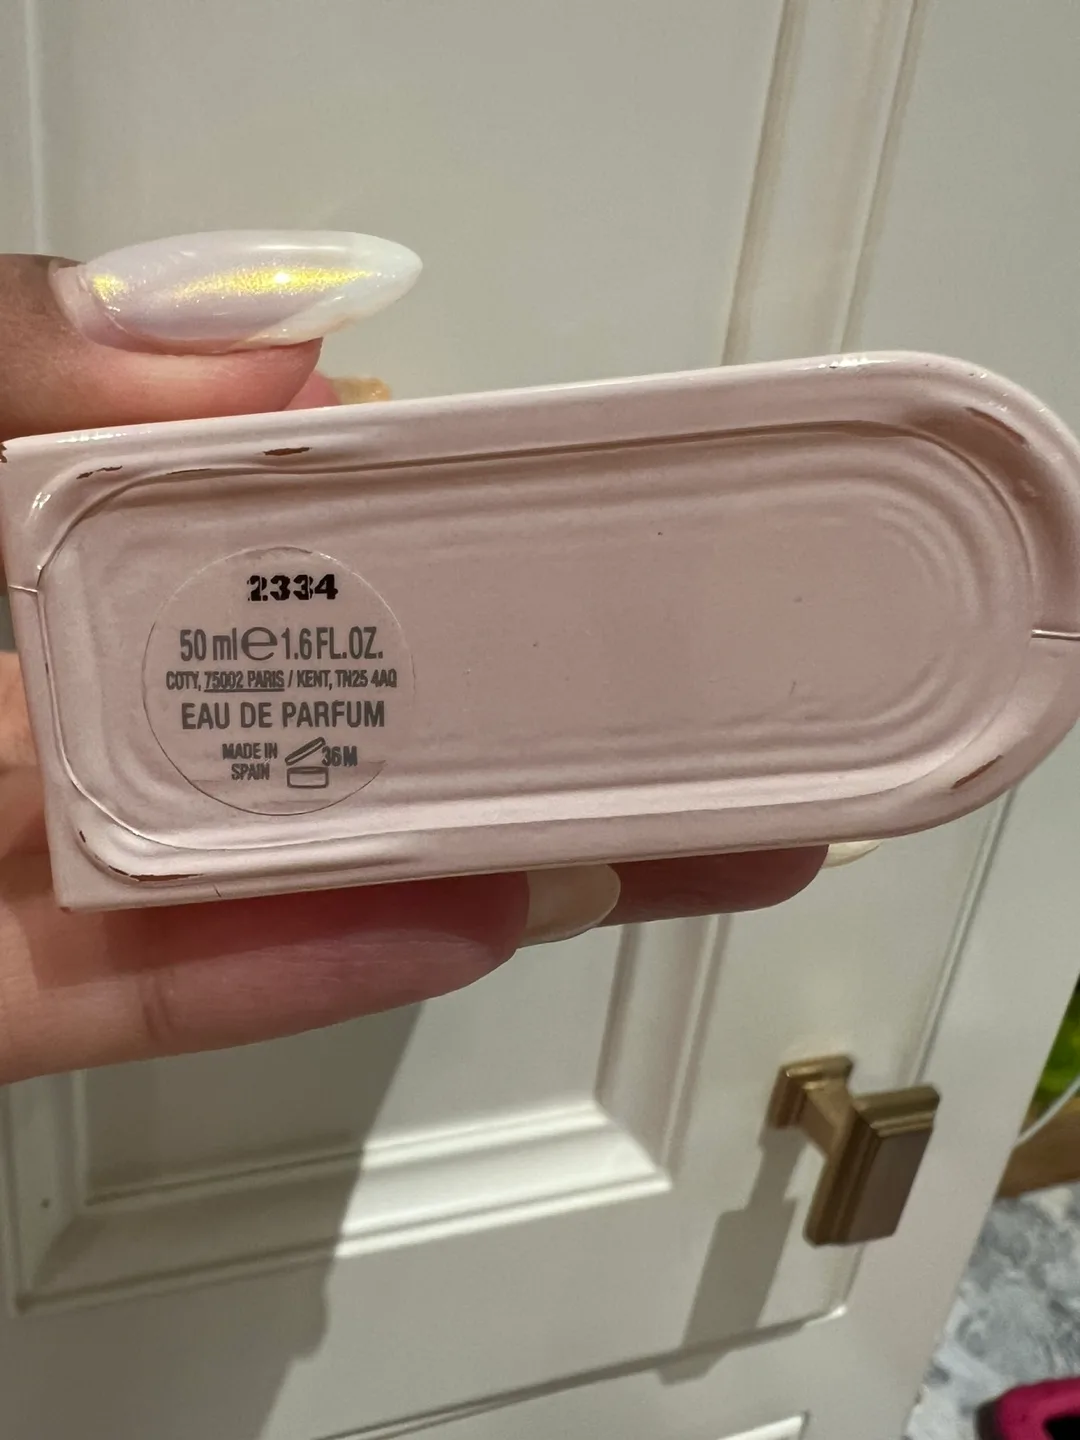 2334
50 ml e 1.6 FL.OZ.
COTY, 75002 PARIS / KENT, TN25 4AQ
EAU DE PARFUM
MADE IN
SPAIN
36 M